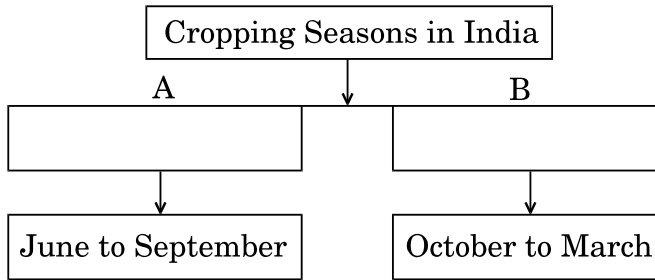 Cropping Seasons in India
A
B
June to September
October to March